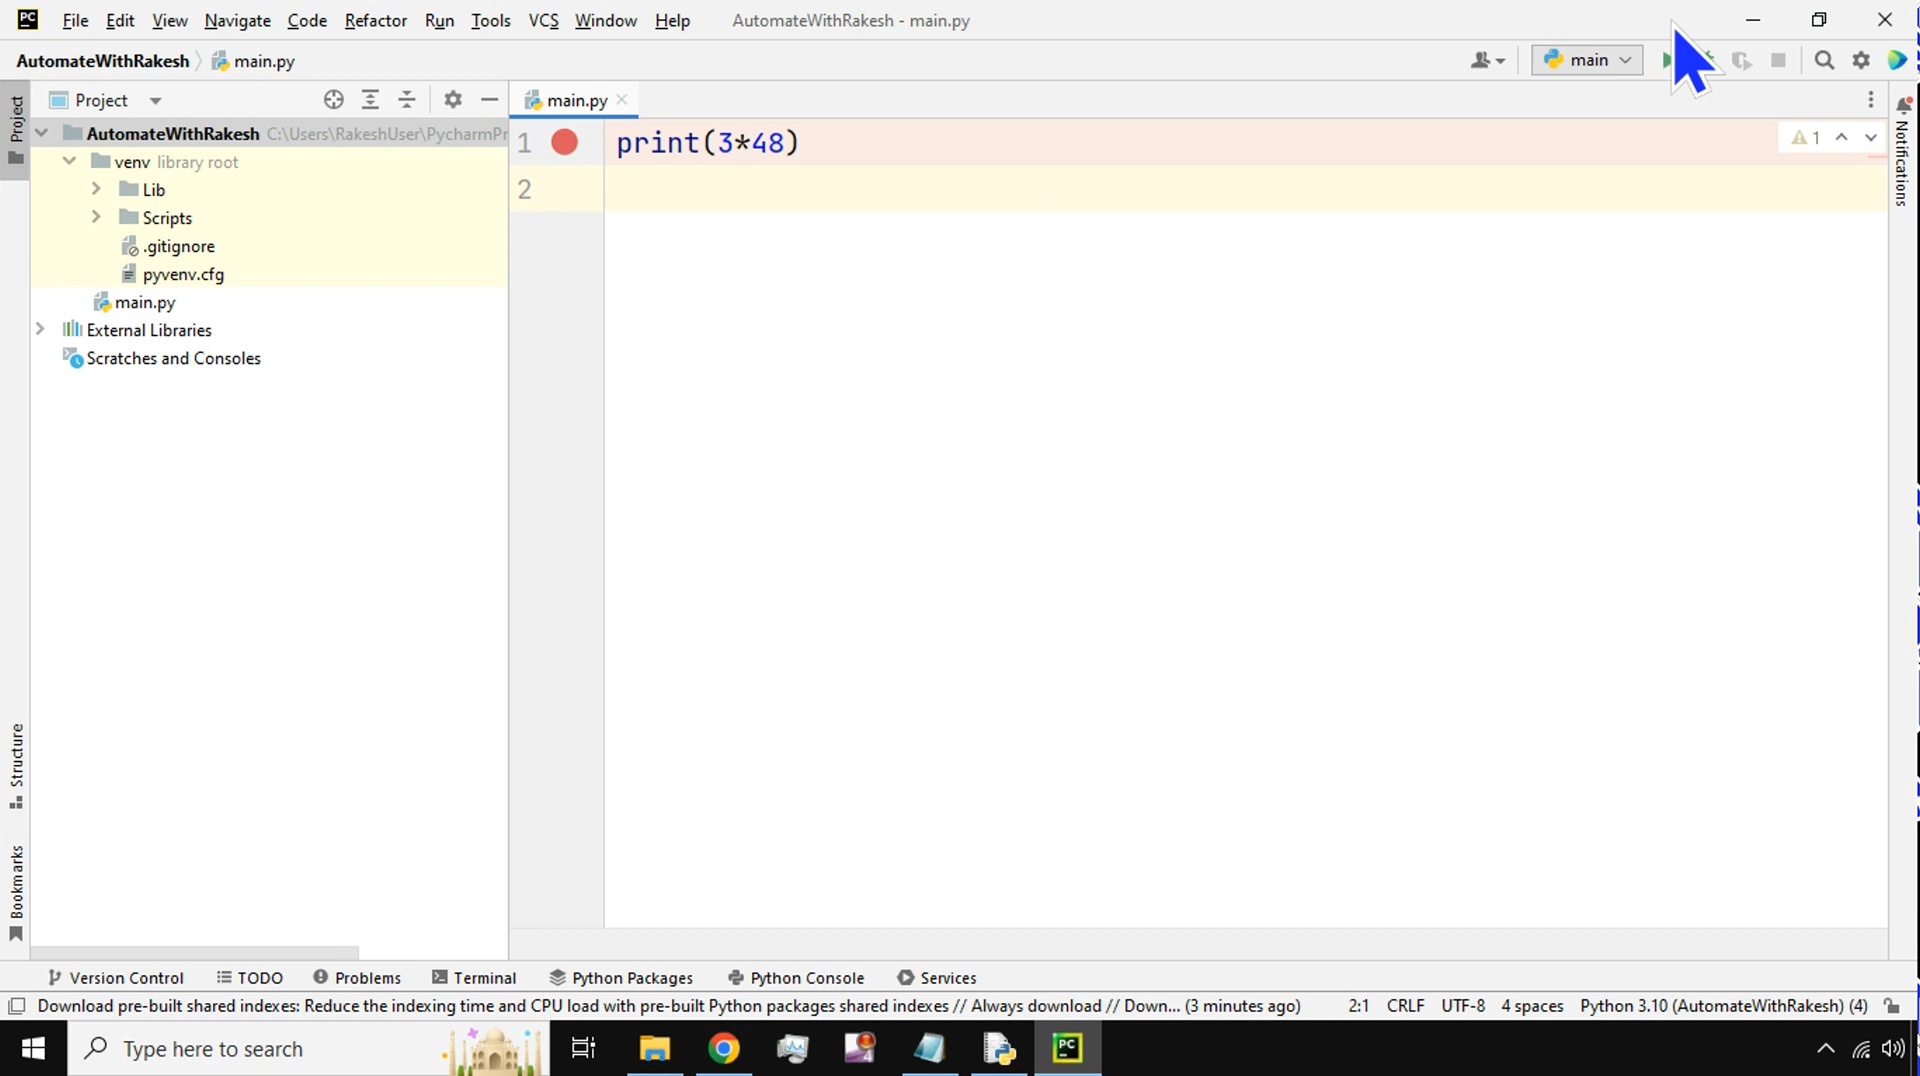 PC File Edit View Navigate Code Refactor Run Tools VCS Window Help AutomateWithRakesh - main.py
AutomateWithRakesh main.py main
Project
Project main.py
AutomateWithRakesh C:\Users\RakeshUser\PycharmPr
venv library root
Lib
Scripts
.gitignore
pyvenv.cfg
main.py
External Libraries
Scratches and Consoles
1 print(3*48)
2
1
Notifications
Structure
Bookmarks
Version Control TODO Problems Terminal Python Packages Python Console Services
Download pre-built shared indexes: Reduce the indexing time and CPU load with pre-built Python packages shared indexes // Always download // Down... (3 minutes ago) 2:1 CRLF UTF-8 4 spaces Python 3.10 (AutomateWithRakesh) (4)
Type here to search 4 PC